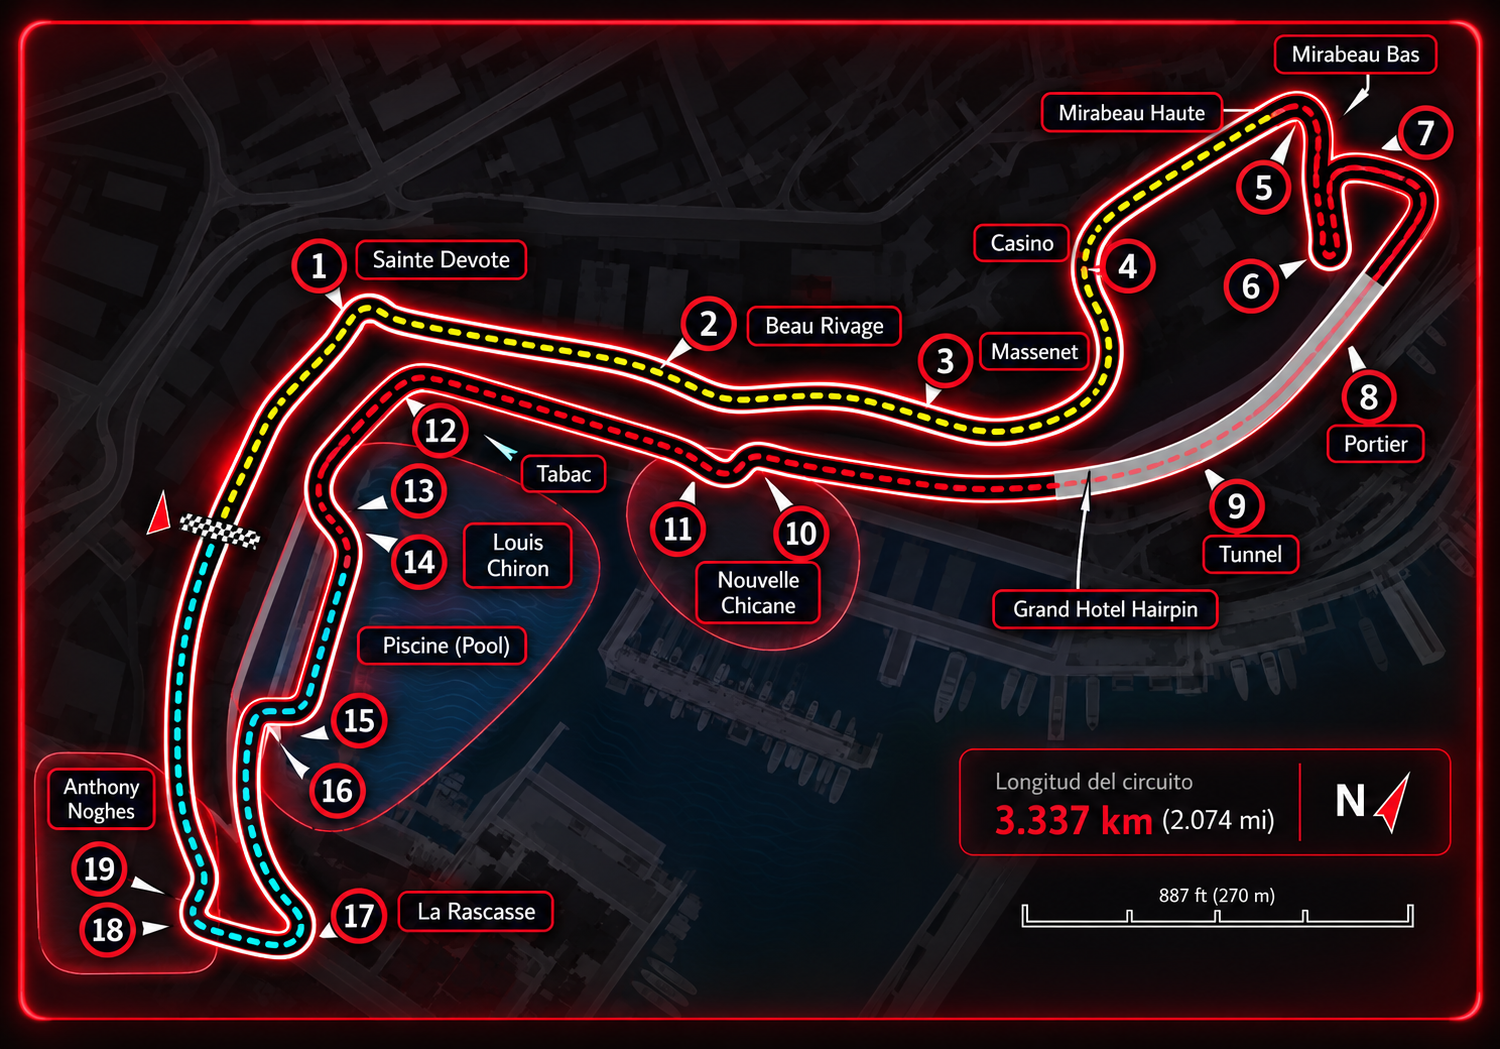 Mirabeau Bas
Mirabeau Haute
7
5
Casino
4
6
1
Sainte Devote
2
Beau Rivage
3
Massenet
8
Portier
12
Tabac
13
14
Louis
Chiron
11
10
Nouvelle
Chicane
9
Tunnel
Grand Hotel Hairpin
Piscine (Pool)
15
16
Anthony
Noghes
19
18
17
La Rascasse
Longitud del circuito
3.337 km (2.074 mi)
N
887 ft (270 m)